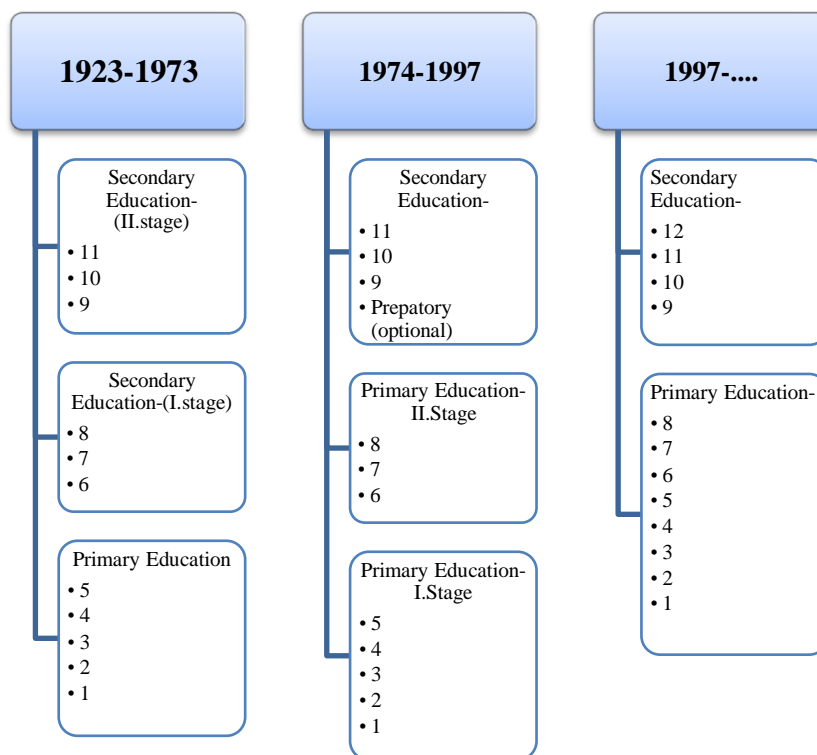 1923-1973
Secondary
Education-
(II.stage)
• 11
• 10
• 9
Secondary
Education-(I.stage)
• 8
• 7
• 6
Primary Education
• 5
• 4
• 3
• 2
• 1
1974-1997
Secondary
Education-
• 11
• 10
• 9
• Prepatory
(optional)
Primary Education-
II.Stage
• 8
• 7
• 6
Primary Education-
I.Stage
• 5
• 4
• 3
• 2
• 1
1997-....
Secondary
Education-
• 12
• 11
• 10
• 9
Primary Education-
• 8
• 7
• 6
• 5
• 4
• 3
• 2
• 1